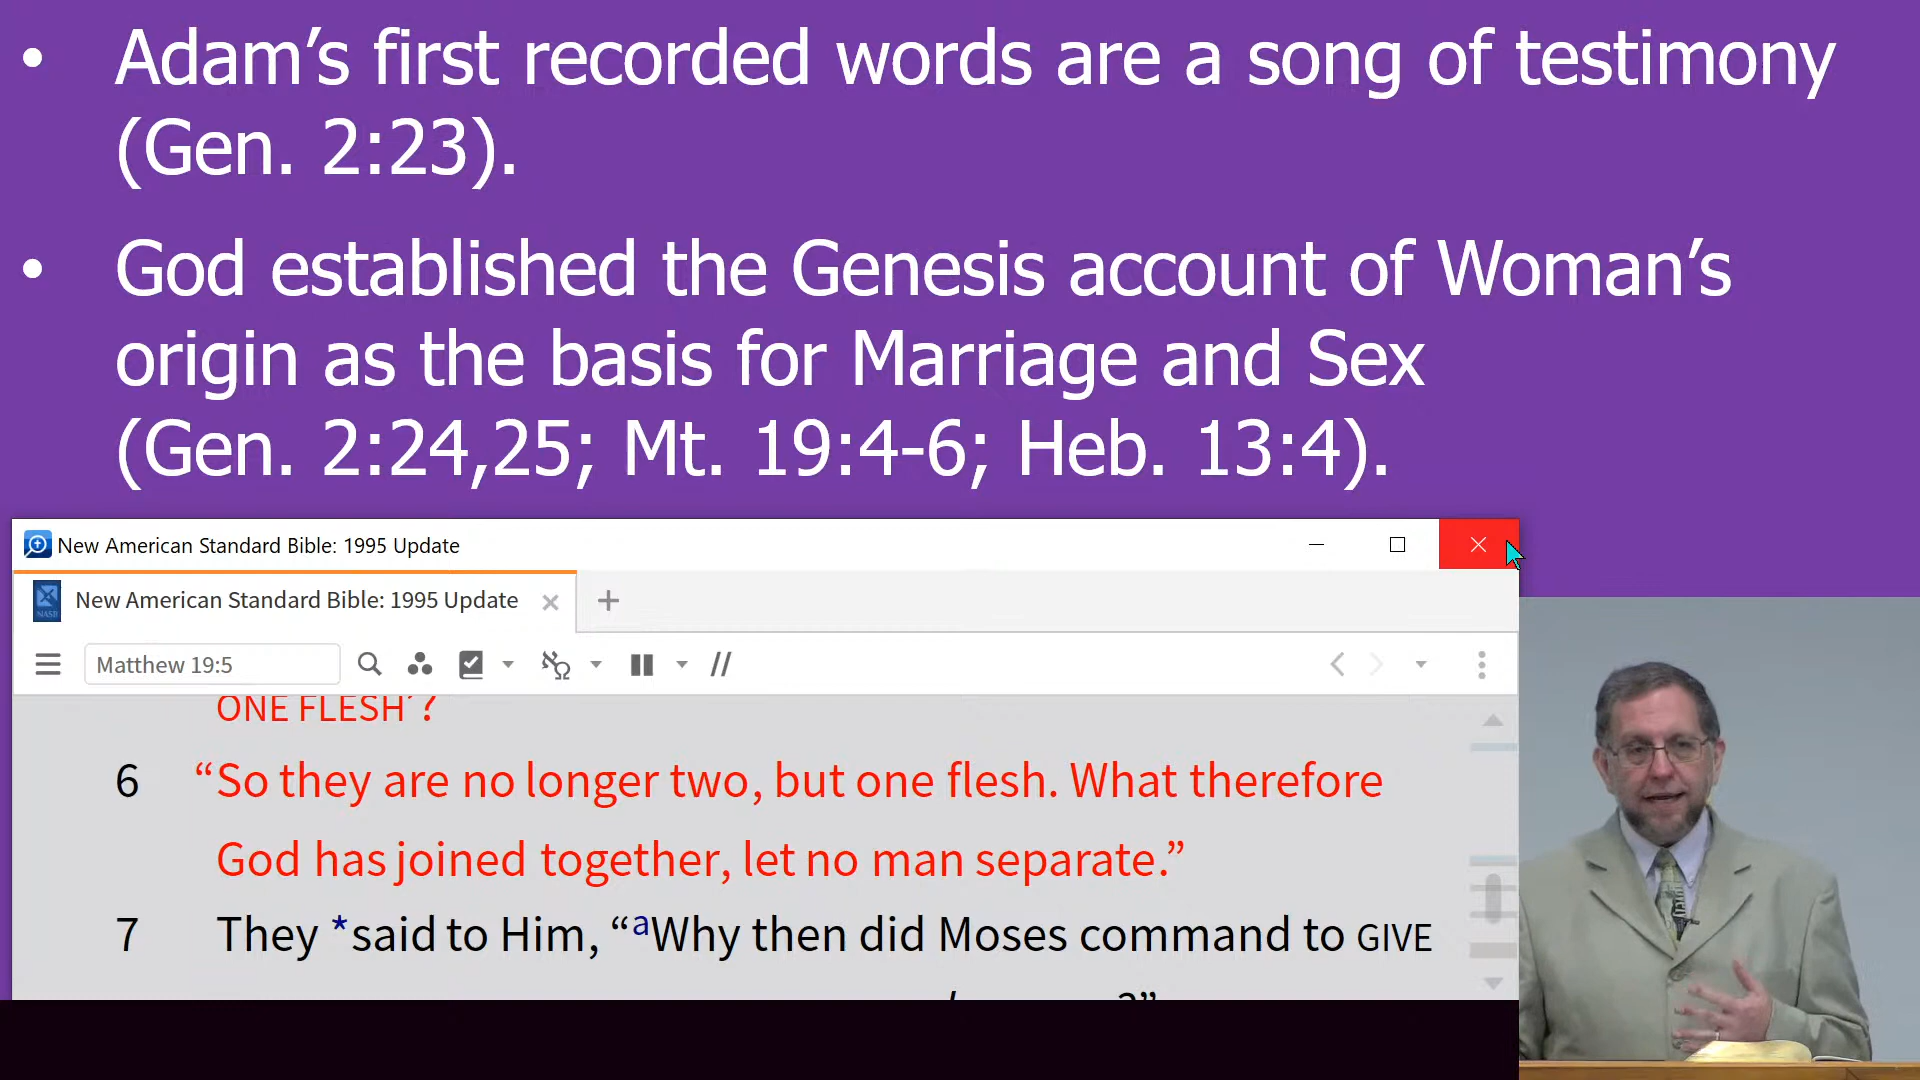 • Adam’s first recorded words are a song of testimony
(Gen. 2:23).
• God established the Genesis account of Woman’s
origin as the basis for Marriage and Sex
(Gen. 2:24,25; Mt. 19:4-6; Heb. 13:4).
New American Standard Bible: 1995 Update
New American Standard Bible: 1995 Update
Matthew 19:5
ONE FLESH’?
6 “So they are no longer two, but one flesh. What therefore
God has joined together, let no man separate.”
7 They *said to Him, “aWhy then did Moses command to GIVE